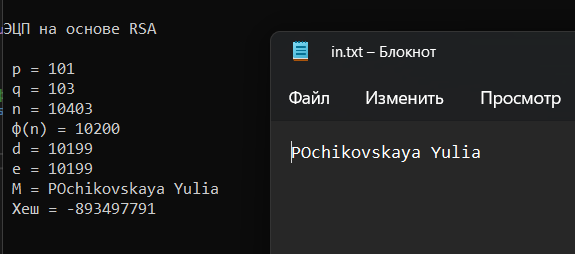 ЭЦП на основе RSA
p = 101
q = 103
n = 10403
ф(n) = 10200
d = 10199
e = 10199
M = POchikovskaya Yulia
Хеш = -893497791
in.txt – Блокнот
Файл Изменить Просмотр
POchikovskaya Yulia